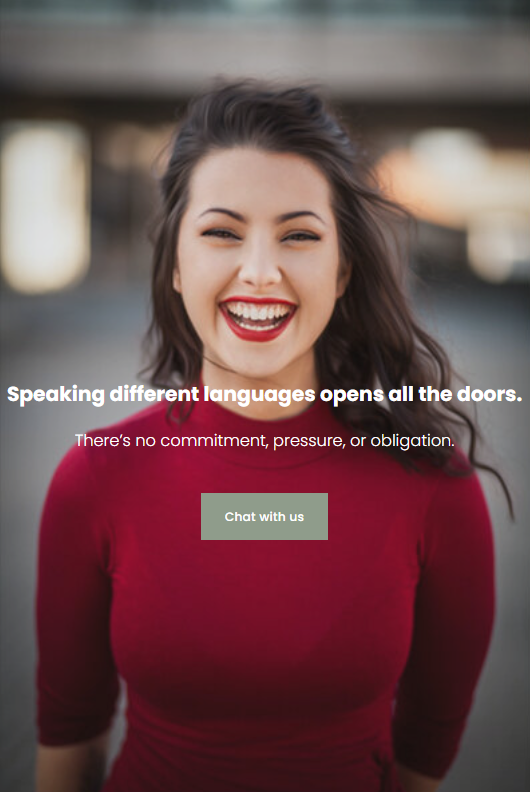 Speaking different languages opens all the doors.
There's no commitment, pressure, or obligation.
Chat with us